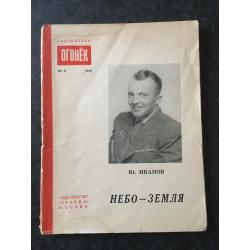 БИБЛИОТЕКА
ОГОНЁК
Ю. ИВАНОВ
НЕБО—ЗЕМЛЯ
ИЗДАТЕЛЬСТВО
«ПРАВДА»
МОСКВА